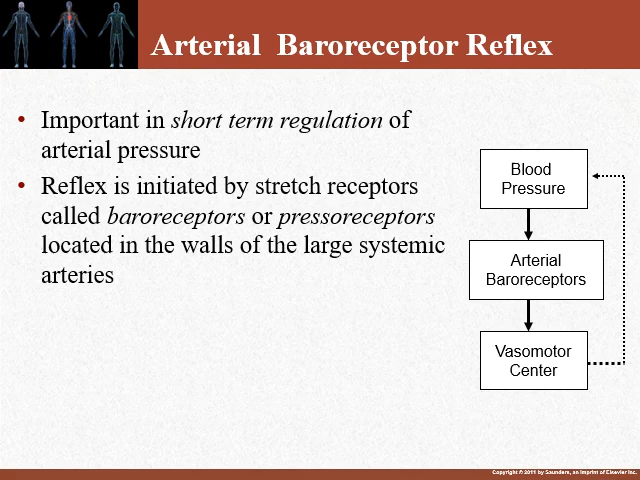 Arterial  Baroreceptor Reflex
• Important in short term regulation of
arterial pressure
• Reflex is initiated by stretch receptors
called baroreceptors or pressoreceptors
located in the walls of the large systemic
arteries
Blood
Pressure
Arterial
Baroreceptors
Vasomotor
Center
Copyright © 2011 by Saunders, an imprint of Elsevier Inc.